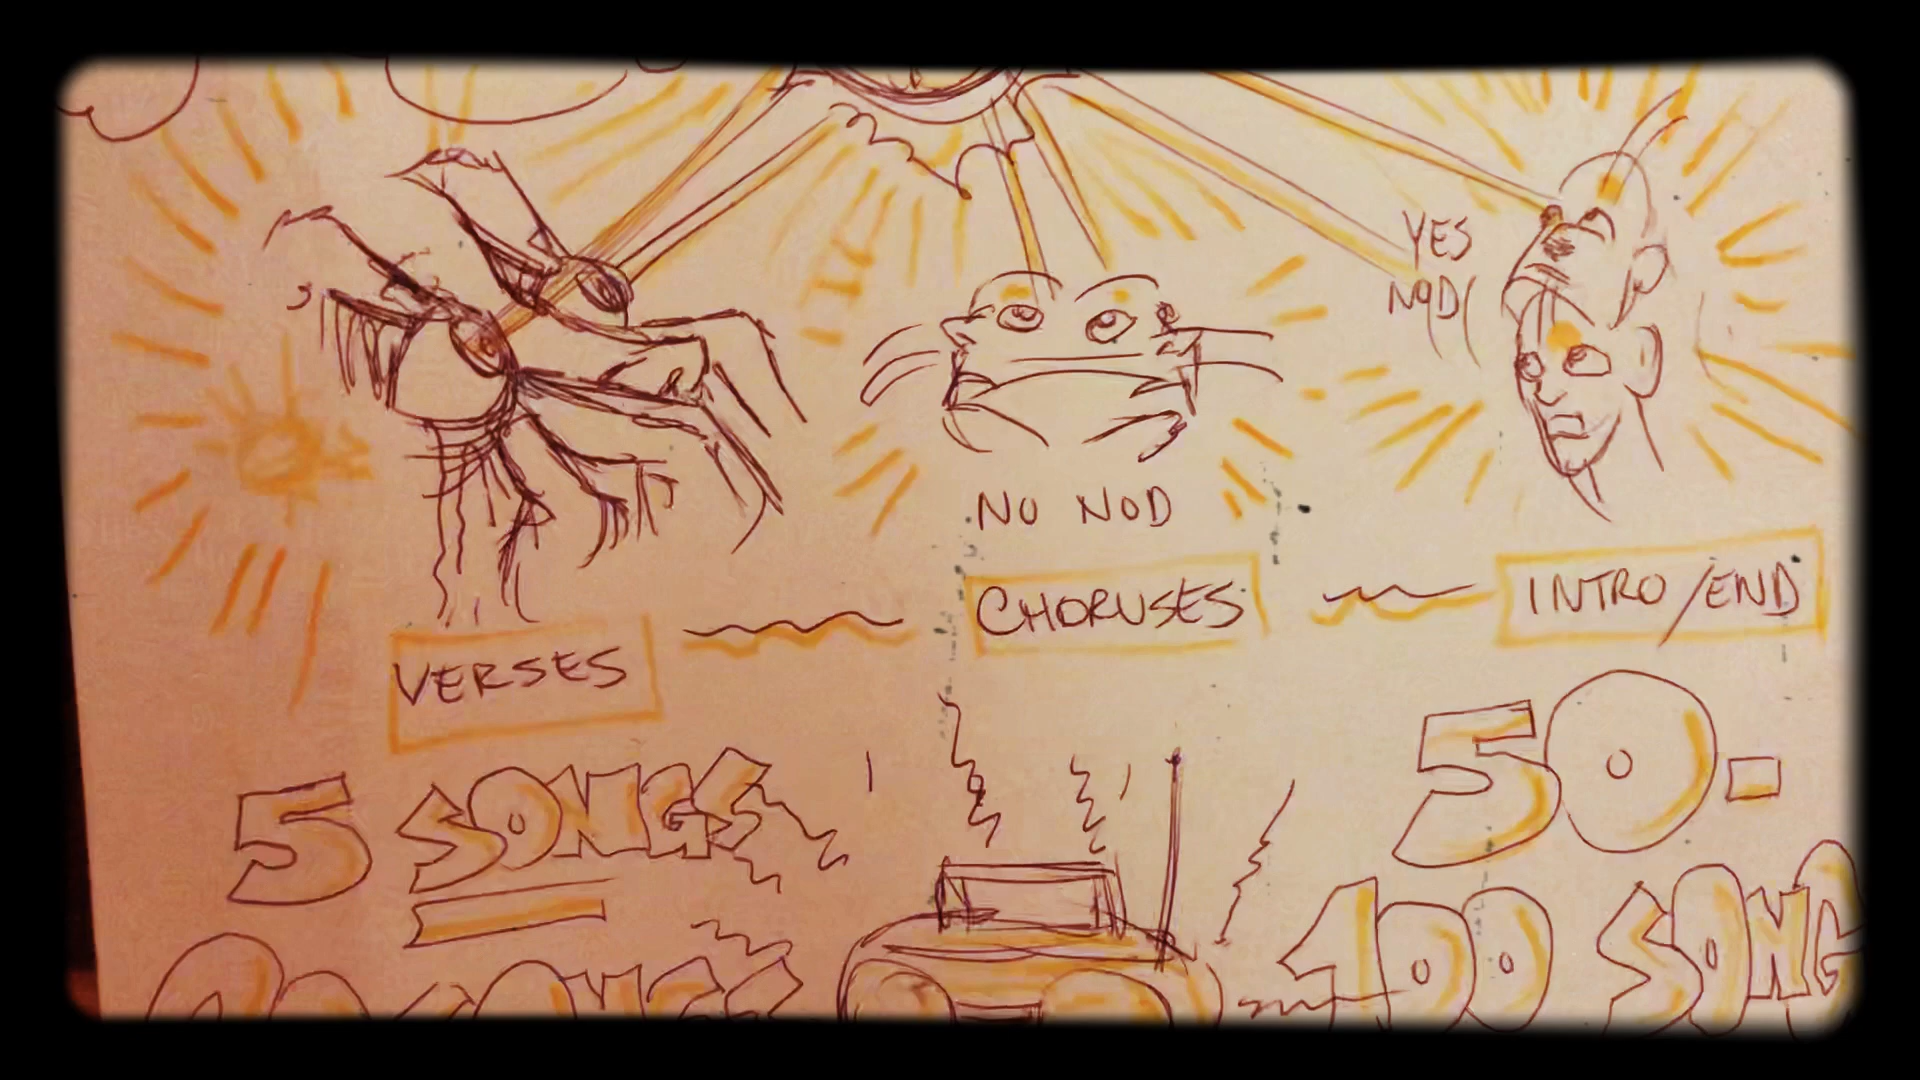 YES
NOD
NO NOD
VERSES
CHORUSES
INTRO/END
5 SONGS
50-
100 SONG